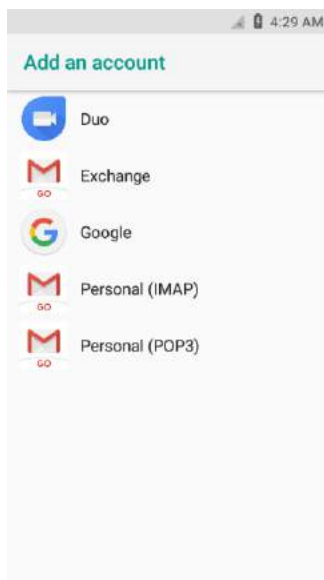 4:29 AM
Add an account
Duo
GO
Exchange
Google
GO
Personal (IMAP)
GO
Personal (POP3)